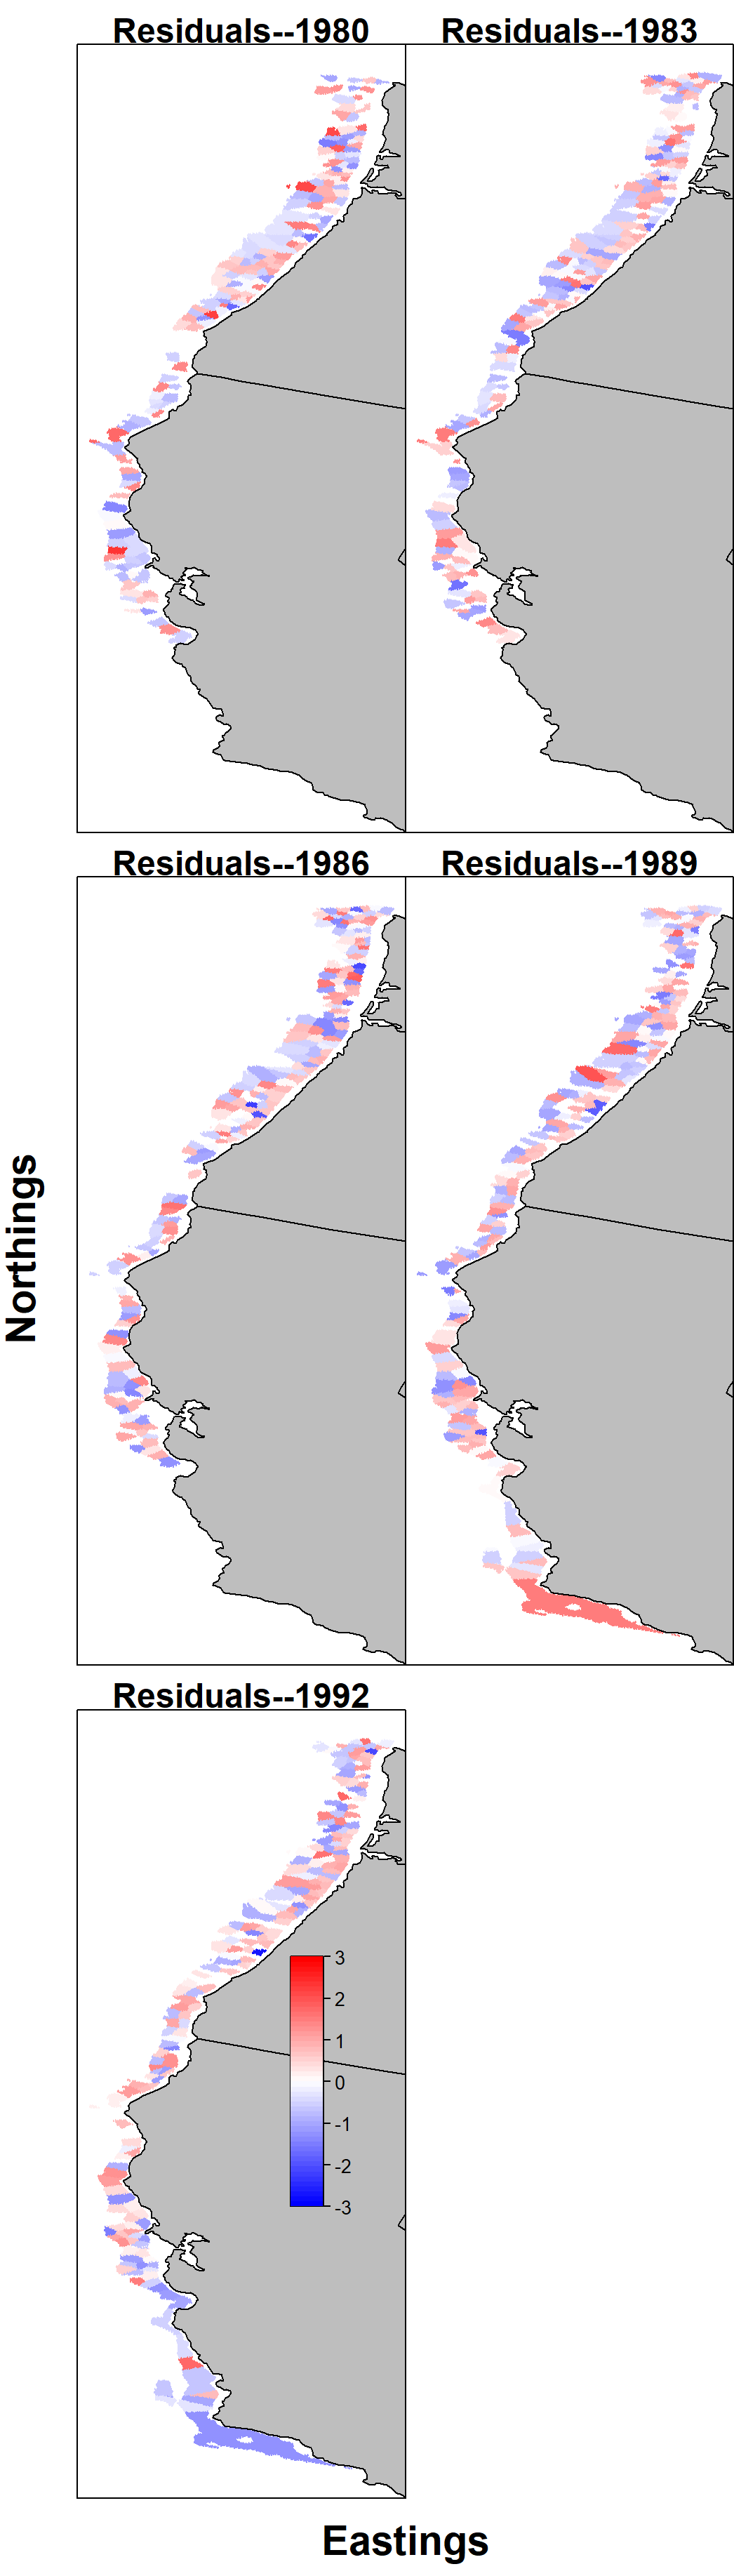 Residuals--1980
Residuals--1983
Residuals--1986
Residuals--1989
Northings
Residuals--1992
3
2
1
0
-1
-2
-3
Eastings